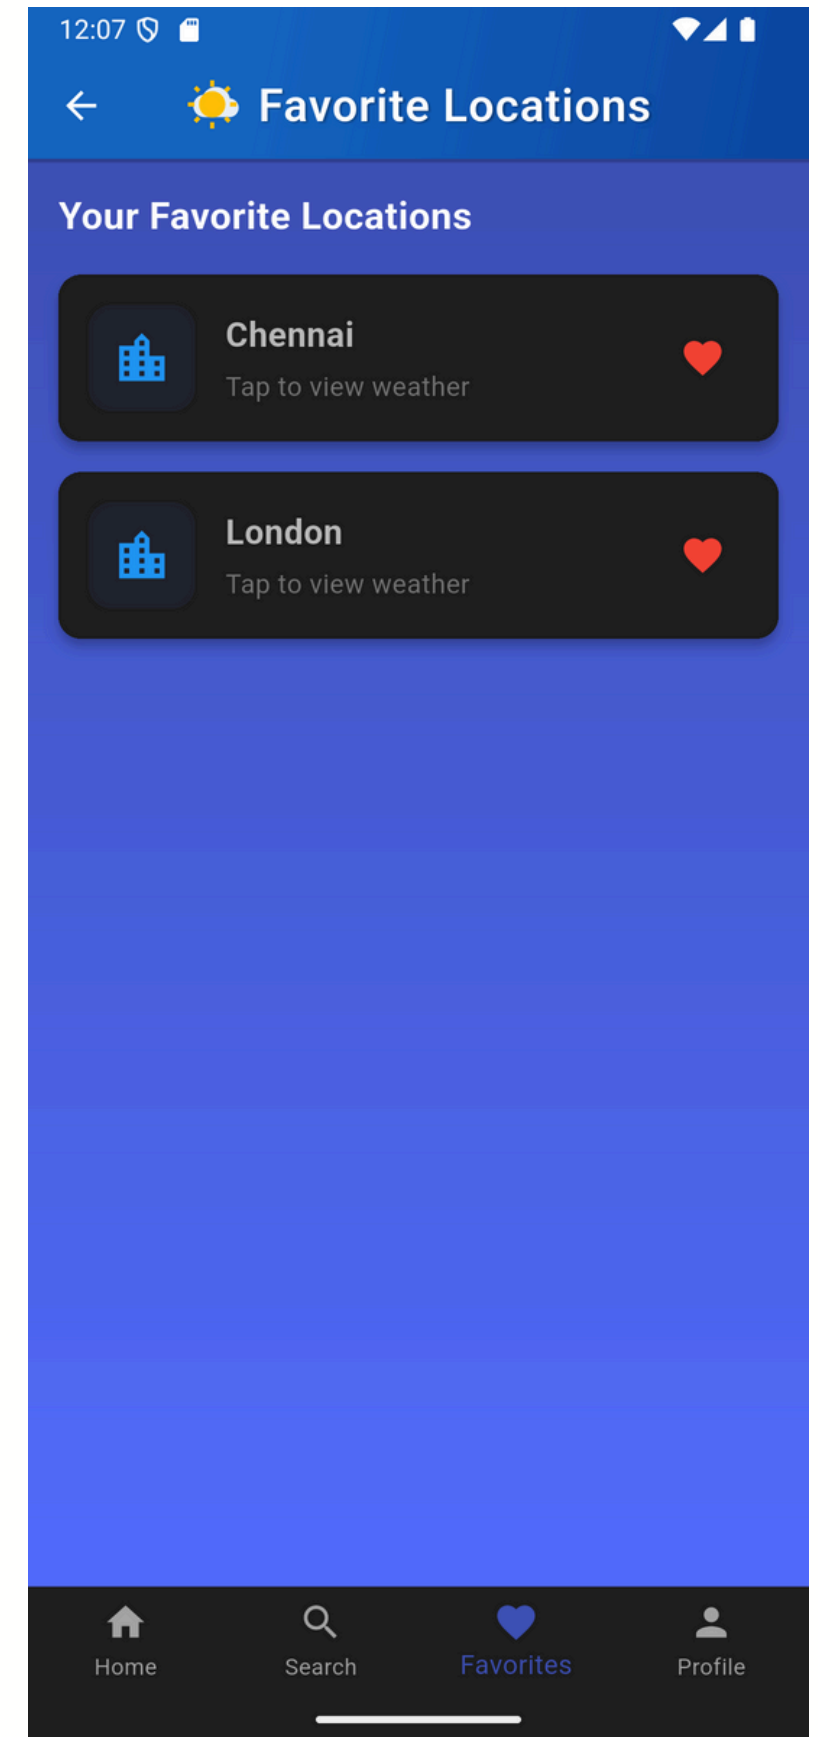 12:07
Favorite Locations
Your Favorite Locations
Chennai
Tap to view weather
London
Tap to view weather
Home
Search
Favorites
Profile